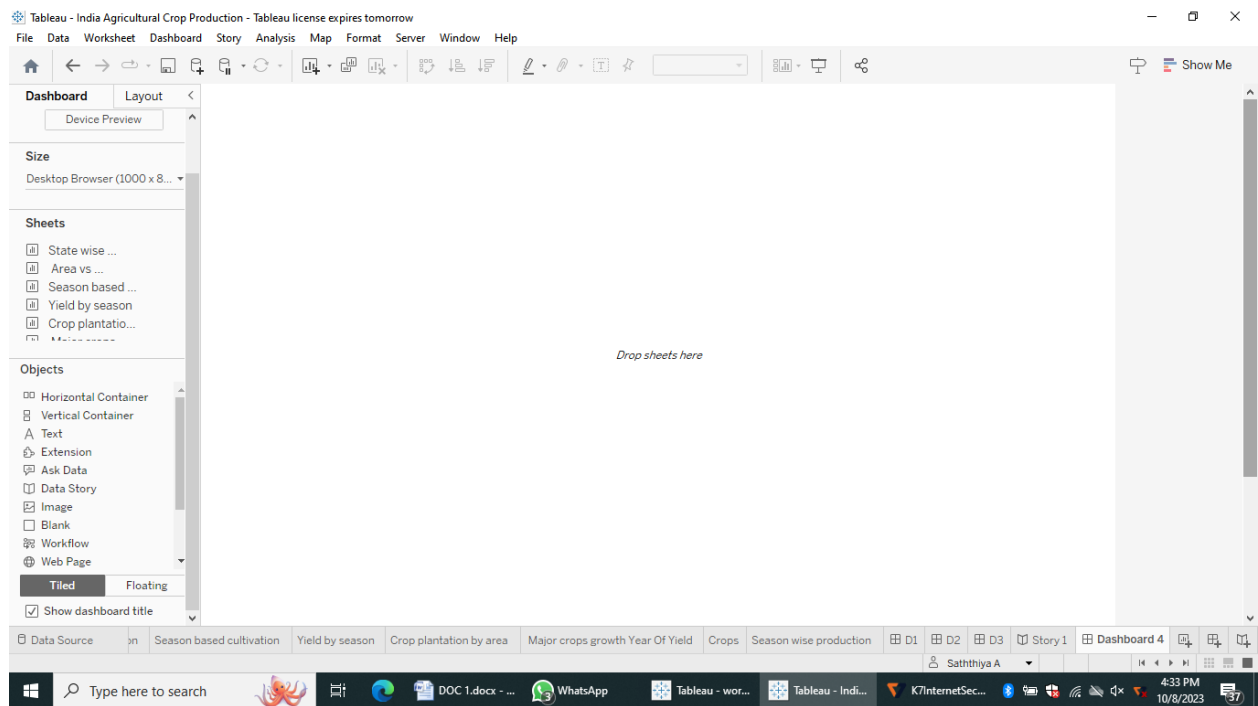 Tableau - India Agricultural Crop Production - Tableau license expires tomorrow
File Data Worksheet Dashboard Story Analysis Map Format Server Window Help
Show Me
Dashboard Layout
Device Preview
Size
Desktop Browser (1000 x 8...
Sheets
State wise ...
Area vs ...
Season based ...
Yield by season
Crop plantatio...
Major crops
Drop sheets here
Objects
Horizontal Container
Vertical Container
A Text
Extension
Ask Data
Data Story
Image
Blank
Workflow
Web Page
Tiled Floating
Show dashboard title
Data Source on Season based cultivation Yield by season Crop plantation by area Major crops growth Year Of Yield Crops Season wise production D1 D2 D3 Story 1 Dashboard 4
Saththiya A
Type here to search DOC 1.docx - ... WhatsApp 3 Tableau - wor... Tableau - Indi... K7InternetSec... 4:33 PM
10/8/2023 37